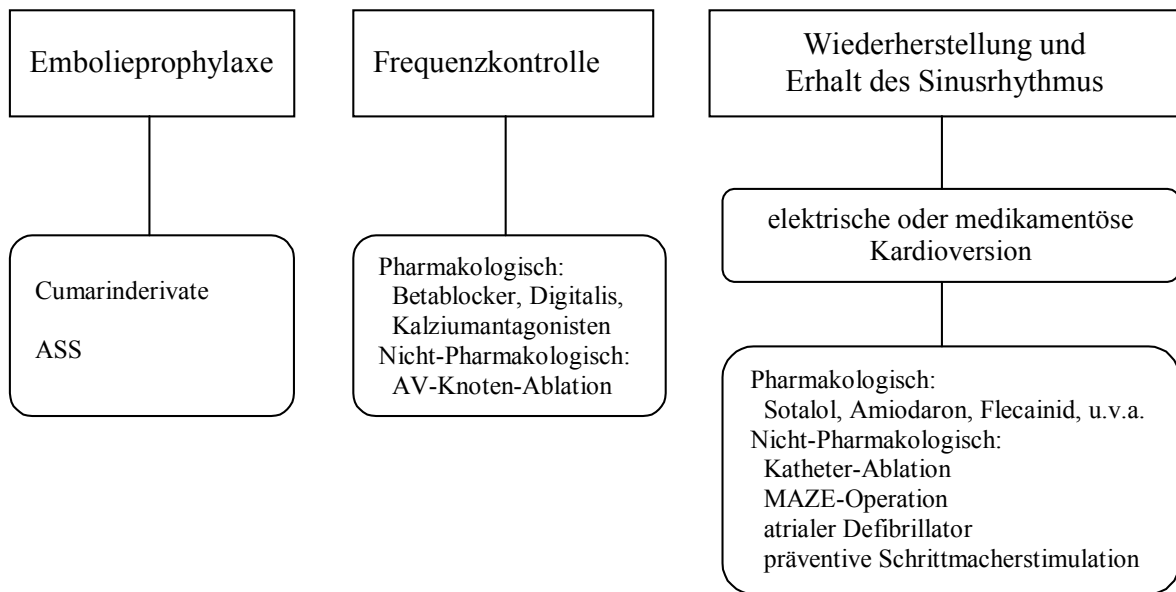 Embolieprophylaxe
Cumarinderivate
ASS
Frequenzkontrolle
Pharmakologisch:
Betablocker, Digitalis,
Kalziumantagonisten
Nicht-Pharmakologisch:
AV-Knoten-Ablation
Wiederherstellung und
Erhalt des Sinusrhythmus
elektrische oder medikamentöse
Kardioversion
Pharmakologisch:
Sotalol, Amiodaron, Flecainid, u.v.a.
Nicht-Pharmakologisch:
Katheter-Ablation
MAZE-Operation
atrialer Defibrillator
präventive Schrittmacherstimulation